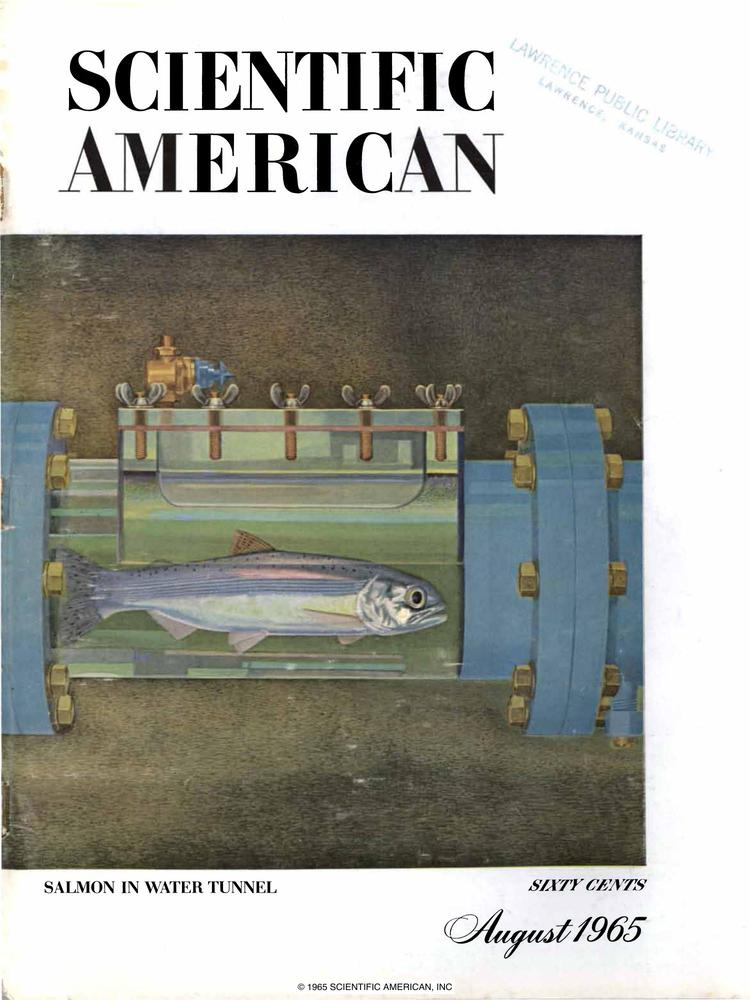 SCIENTIFIC
AMERICAN
LAWRENCE PUBLIC LIBRARY
LAWRENCE, KANSAS
SALMON IN WATER TUNNEL
SIXTY CENTS
August 1965
© 1965 SCIENTIFIC AMERICAN, INC